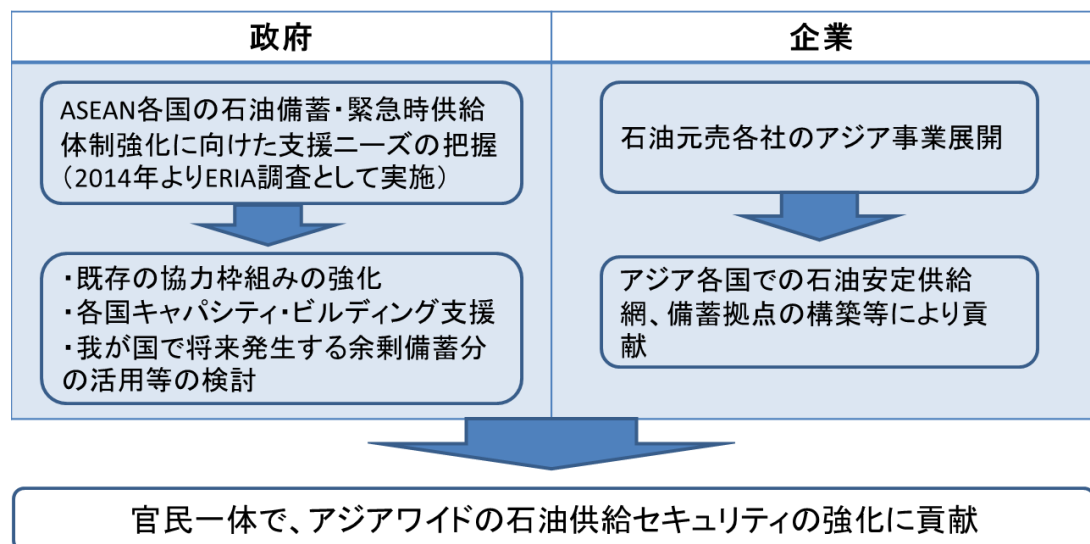 政府
企業
ASEAN各国の石油備蓄・緊急時供給
体制強化に向けた支援ニーズの把握
（2014年よりERIA調査として実施）
・既存の協力枠組みの強化
・各国キャパシティ・ビルディング支援
・我が国で将来発生する余剰備蓄分
の活用等の検討
石油元売各社のアジア事業展開
アジア各国での石油安定供給
網、備蓄拠点の構築等により貢
献
官民一体で、アジアワイドの石油供給セキュリティの強化に貢献